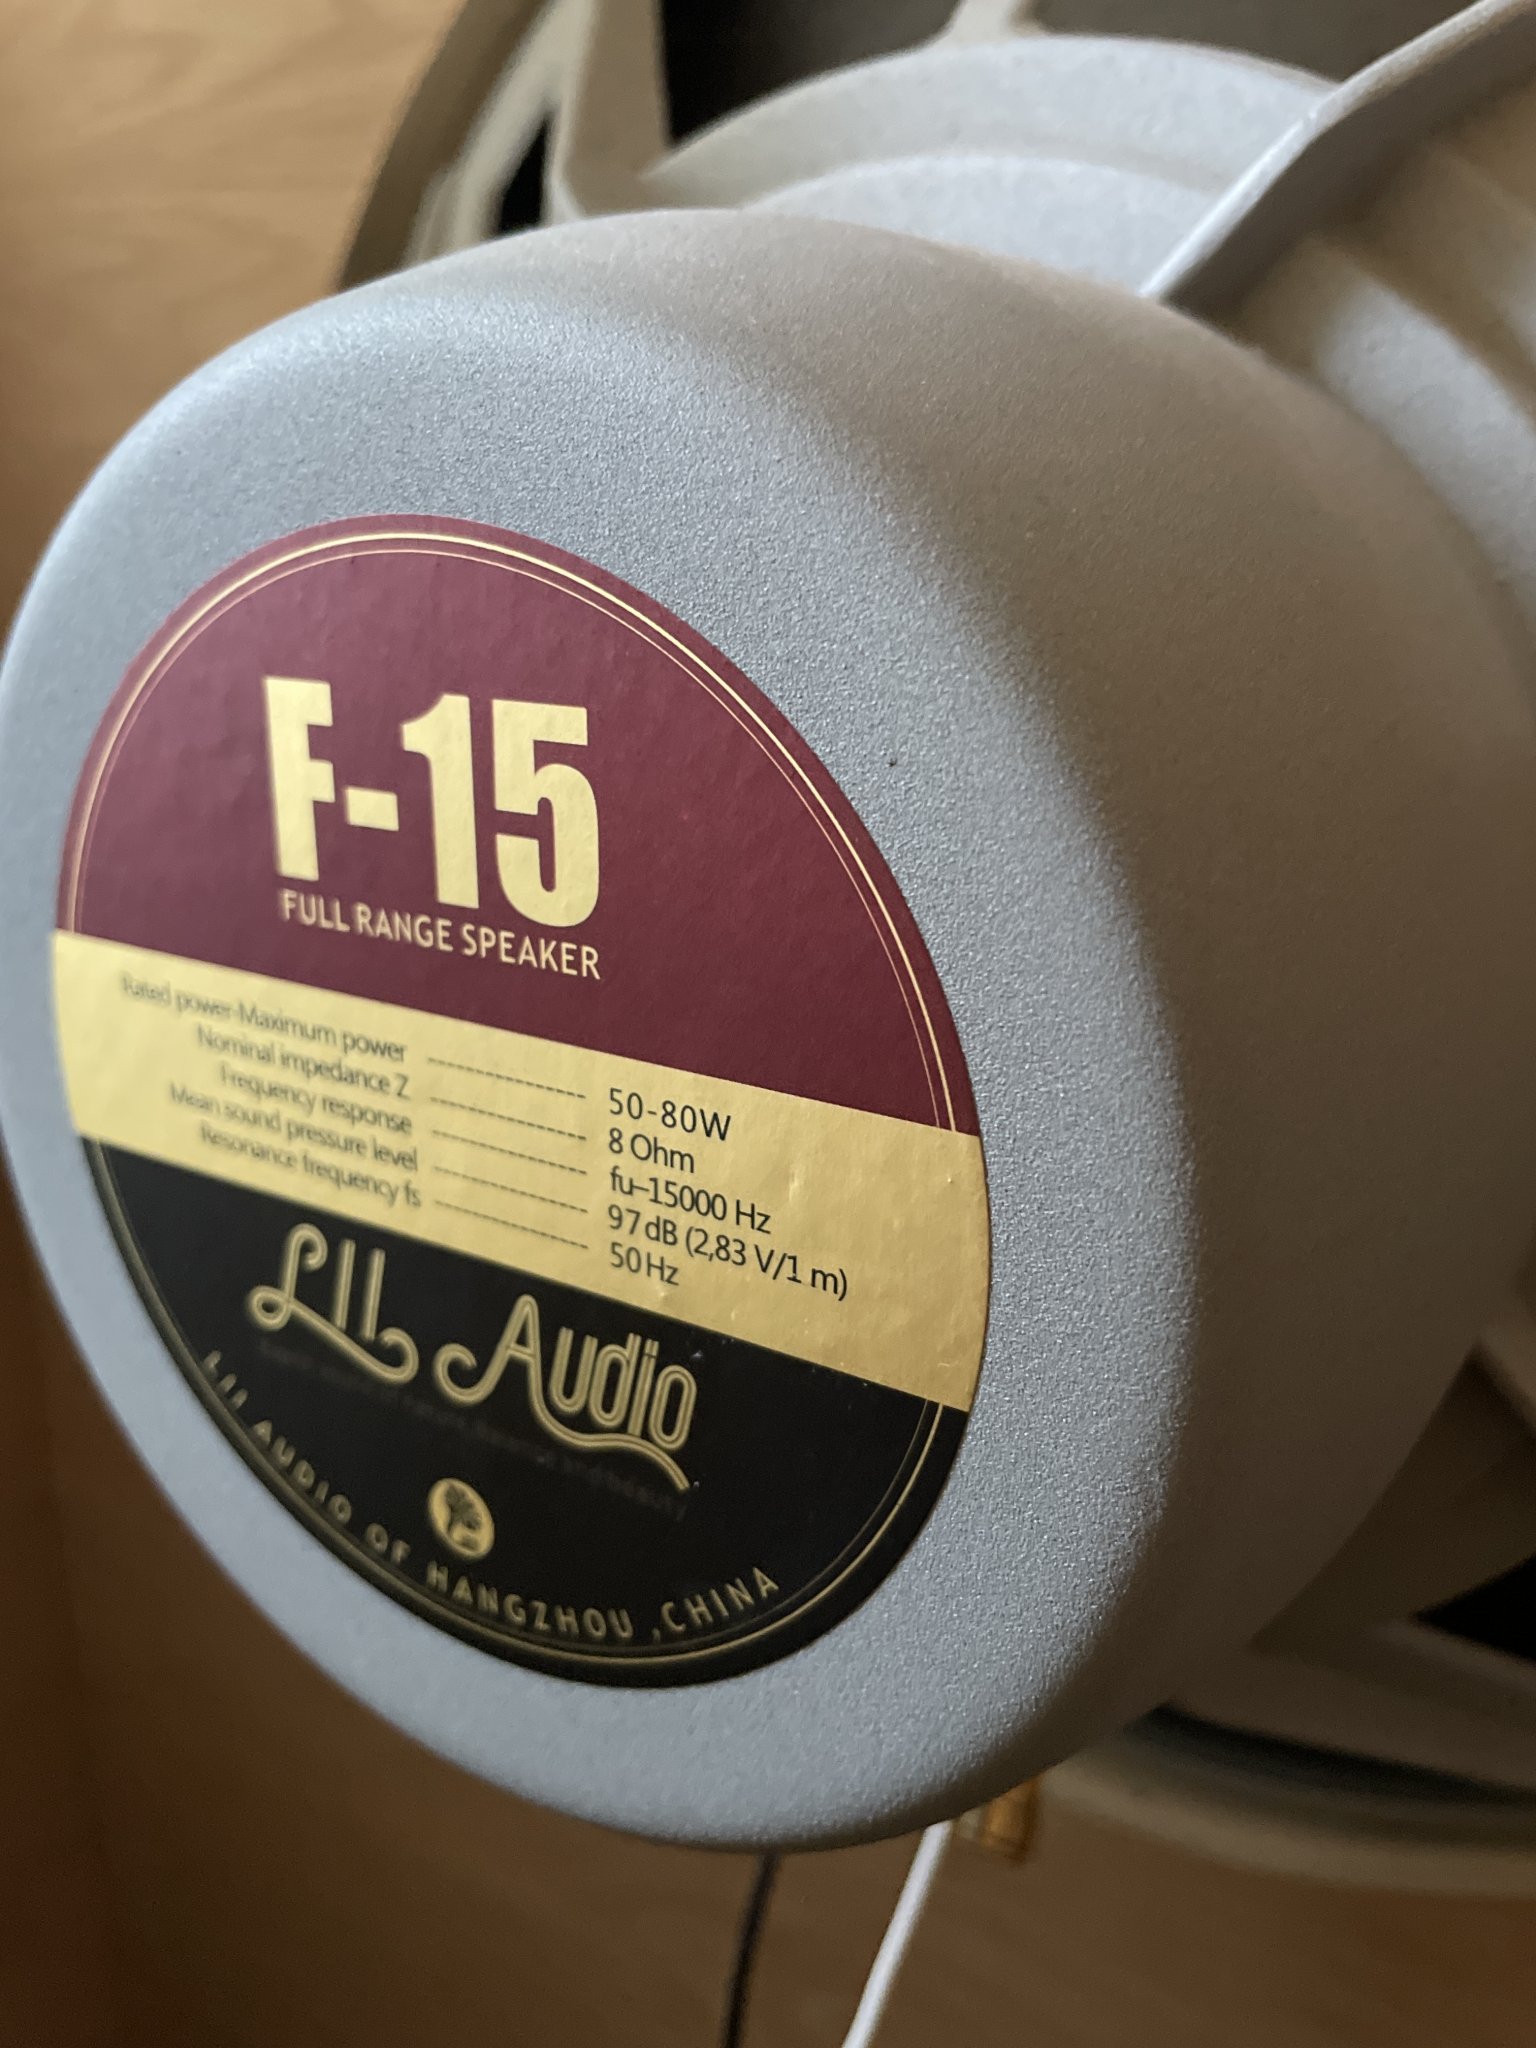 F-15
FULL RANGE SPEAKER
Rated power-Maximum power 50-80W
Nominal impedance Z 8 Ohm
Frequency response fu–15000 Hz
Mean sound pressure level 97 dB (2,83 V/1 m)
Resonance frequency fs 50 Hz
LII Audio
LII AUDIO OF HANGZHOU ,CHINA